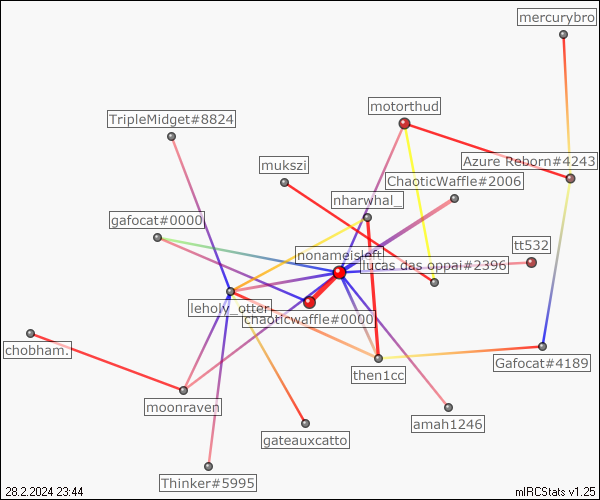 mercurybro
motorthud
TripleMidget#8824
Azure Reborn#4243
mukszi
ChaoticWaffle#2006
nharwhal_
gafocat#0000
tt532
nonameisleft
lucas.das.oppai#2396
leholy_otter
chaoticwaffle#0000
chobham.
Gafocat#4189
then1cc
moonraven
amah1246
gateauxcatto
Thinker#5995
28.2.2024 23:44
mIRCStats v1.25